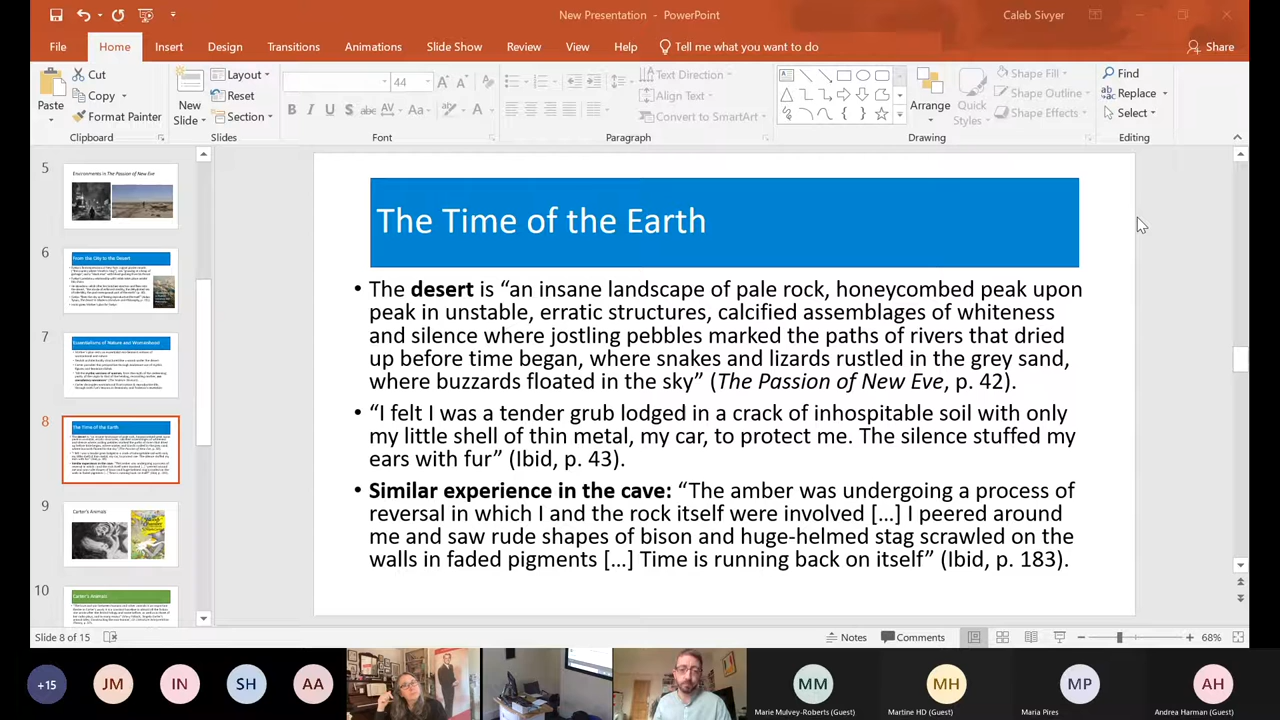 New Presentation - PowerPoint
Caleb Sivyer
File Home Insert Design Transitions Animations Slide Show Review View Help Tell me what you want to do Share
Paste Cut Copy Format Painter Clipboard
New Slide Layout Reset Section Slides
44 Font
Text Direction Align Text Convert to SmartArt Paragraph
Arrange Quick Styles Shape Fill Shape Outline Shape Effects Drawing
Find Replace Select Editing
5
Environments in The Passion of New Eve
6
From the City to the Desert
7
Essentialisms of Nature and Womanhood
8
The Time of the Earth
9
Carter's Animals
10
Carter's Animals
The Time of the Earth
• The desert is “an insane landscape of pale rock, honeycombed peak upon
peak in unstable, erratic structures, calcified assemblages of whiteness
and silence where jostling pebbles marked the paths of rivers that dried
up before time began, where snakes and lizards rustled in the grey sand,
where buzzards floated in the sky” (The Passion of New Eve, p. 42).
• “I felt I was a tender grub lodged in a crack of inhospitable soil with only
my little shell of thin metal, my car, to protect me. The silence stuffed my
ears with fur” (Ibid, p. 43).
• Similar experience in the cave: “The amber was undergoing a process of
reversal in which I and the rock itself were involved […] I peered around
me and saw rude shapes of bison and huge-helmed stag scrawled on the
walls in faded pigments […] Time is running back on itself” (Ibid, p. 183).
Slide 8 of 15
Notes Comments 68%
+15 JM IN SH AA MM MH MP AH
Marie Mulvey-Roberts (Guest) Martine HD (Guest) Maria Pires Andrea Harman (Guest)